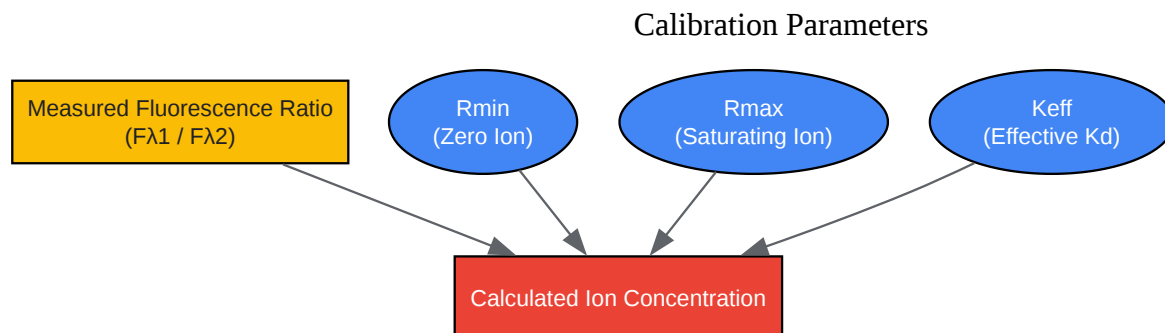 Calibration Parameters
Measured Fluorescence Ratio
(Fλ1 / Fλ2)
Rmin
(Zero Ion)
Rmax
(Saturating Ion)
Keff
(Effective Kd)
Calculated Ion Concentration